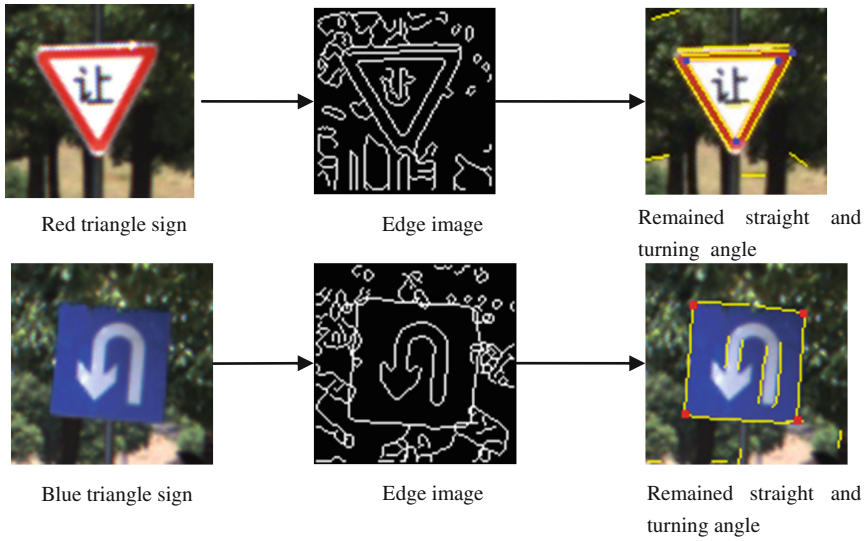 让
让
Red triangle sign
Edge image
Remained straight and
turning angle
Blue triangle sign
Edge image
Remained straight and
turning angle